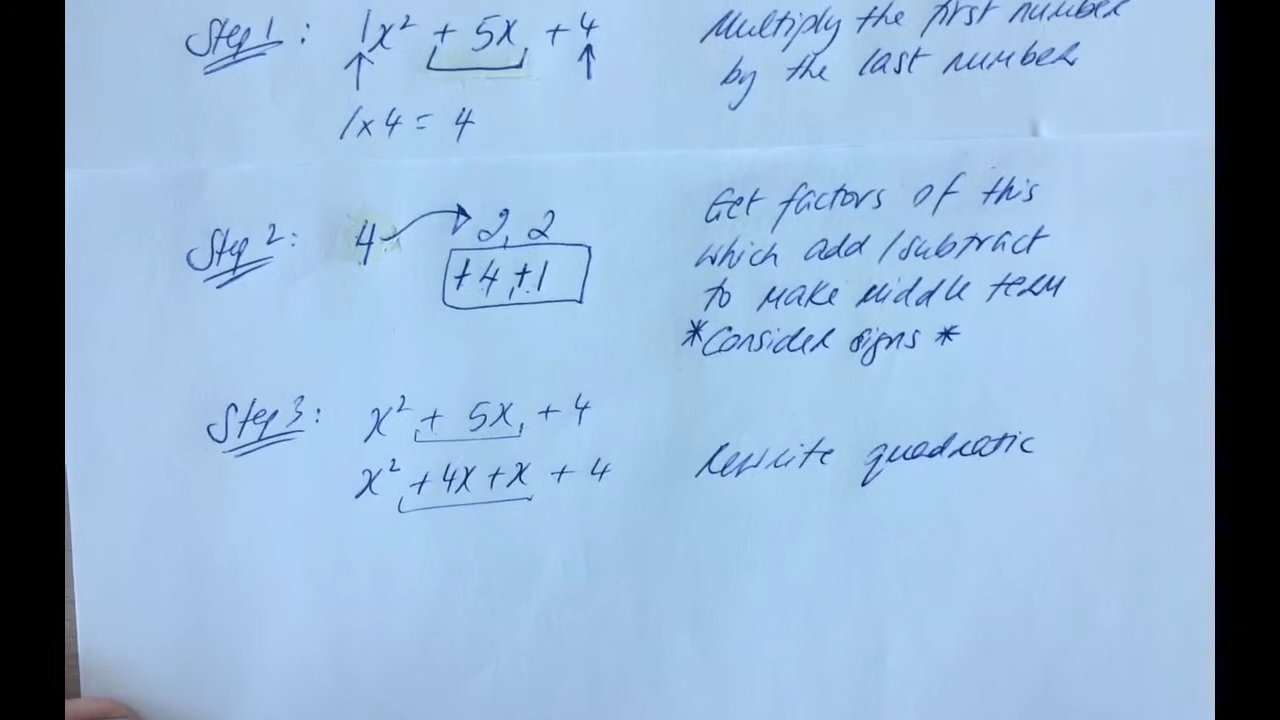 Step 1: 1x² + 5x + 4
1x4 = 4
Multiply the first number
by the last number
Step 2: 4 2, 2
+4, +1
Get factors of this
which add/subtract
to make middle term
*Consider signs*
Step 3: x² + 5x + 4
x² + 4x + x + 4
Rewrite quadratic